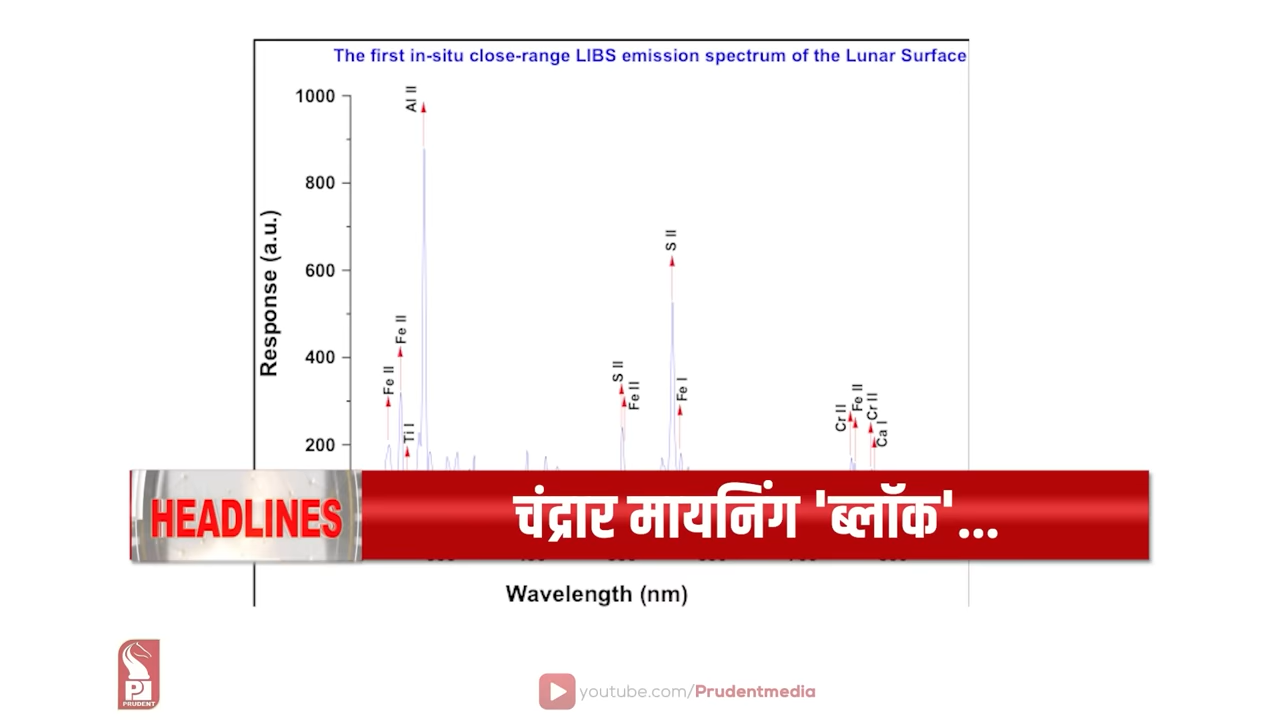 The first in-situ close-range LIBS emission spectrum of the Lunar Surface
1000
800
600
400
200
Response (a.u.)
Al II
Fe II
Fe II
Ti I
S II
Fe II
S II
Fe I
Cr II
Fe II
Cr II
Ca I
HEADLINES
चंद्रार मायनिंग 'ब्लॉक'...
Wavelength (nm)
PRUDENT
youtube.com/Prudentmedia